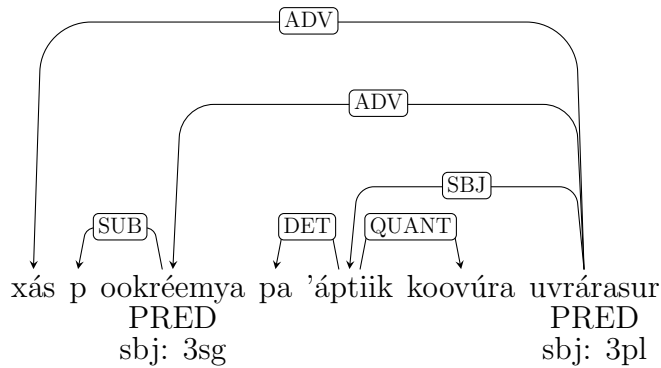 ADV
ADV
SBJ
SUB DET QUANT
xás p ookréemya pa ’áptiik koovúra uvrárasur
PRED PRED
sbj: 3sg sbj: 3pl